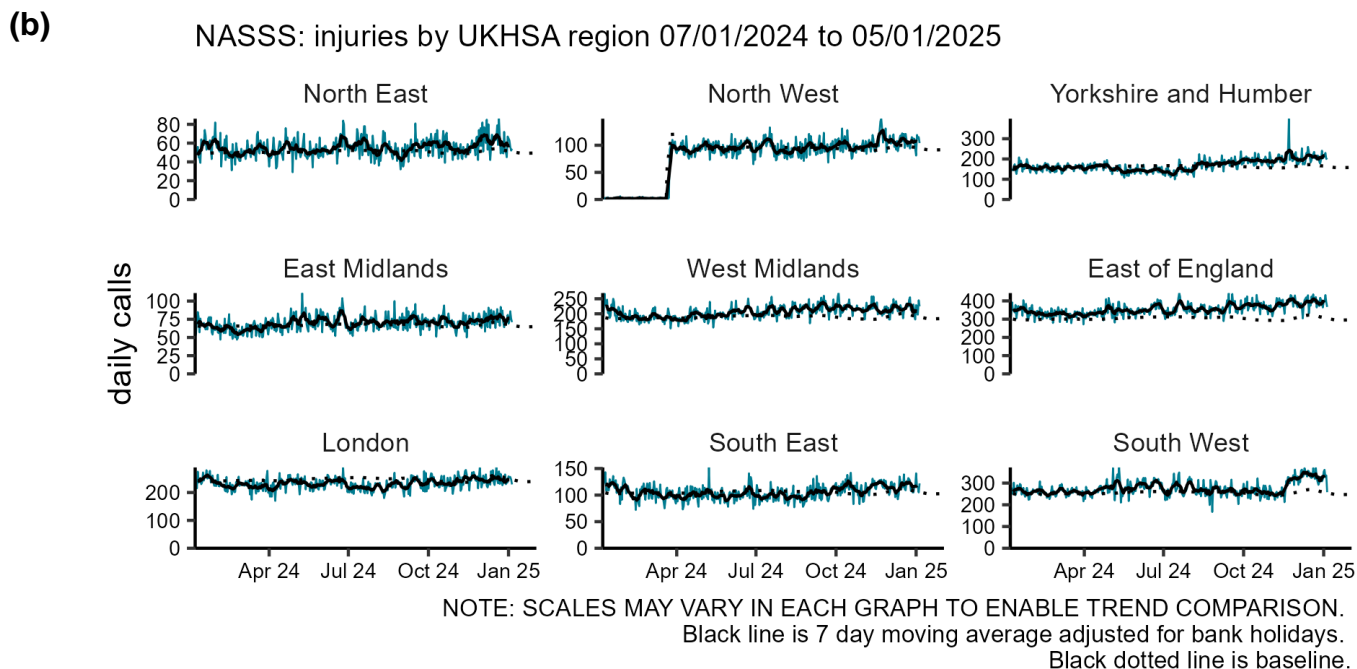 (b)
NASSS: injuries by UKHSA region 07/01/2024 to 05/01/2025
North East
North West
Yorkshire and Humber
80
60
40
20
0
100
50
0
300
200
100
0
daily calls
East Midlands
West Midlands
East of England
100
75
50
25
0
250
200
150
100
50
0
400
300
200
100
0
London
South East
South West
200
100
0
150
100
50
0
300
200
100
0
Apr 24 Jul 24 Oct 24 Jan 25
Apr 24 Jul 24 Oct 24 Jan 25
Apr 24 Jul 24 Oct 24 Jan 25
NOTE: SCALES MAY VARY IN EACH GRAPH TO ENABLE TREND COMPARISON.
Black line is 7 day moving average adjusted for bank holidays.
Black dotted line is baseline.